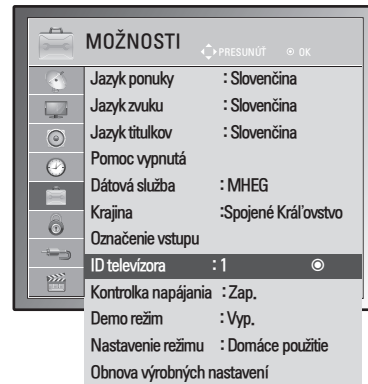 MOŽNOSTI
PRESUNÚŤ OK
Jazyk ponuky : Slovenčina
Jazyk zvuku : Slovenčina
Jazyk titulkov : Slovenčina
Pomoc vypnutá
Dátová služba : MHEG
Krajina :Spojené Kráľovstvo
Označenie vstupu
ID televízora : 1
Kontrolka napájania : Zap.
Demo režim : Vyp.
Nastavenie režimu : Domáce použitie
Obnova výrobných nastavení